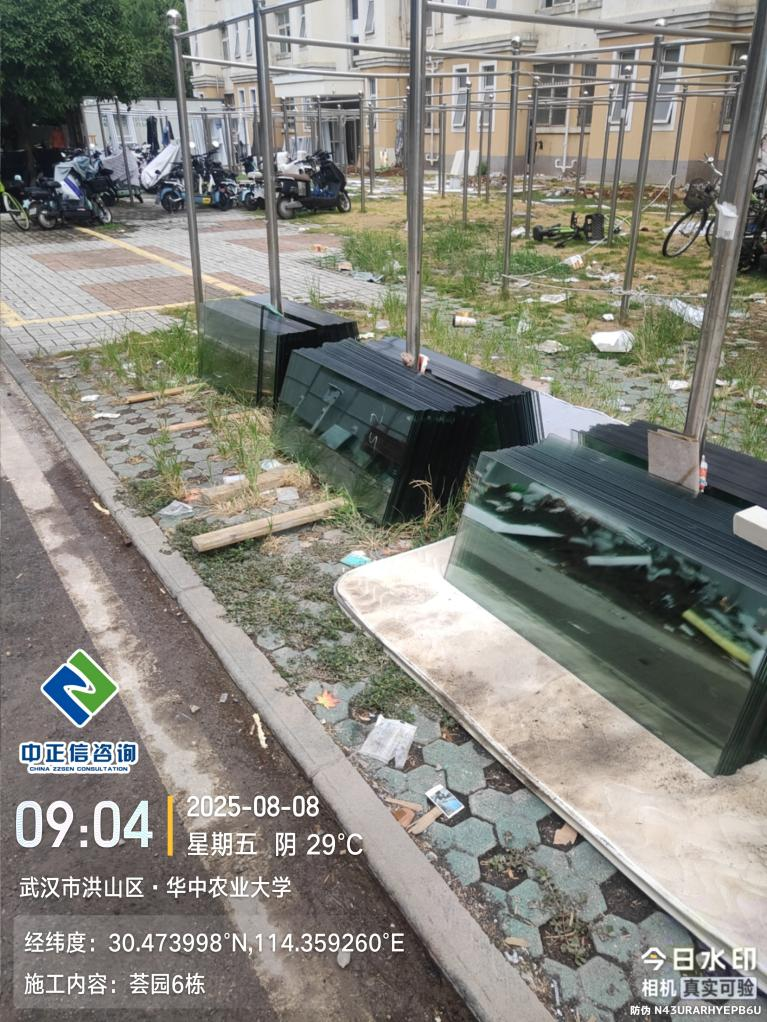 中正信咨询
CHINA ZZSEN CONSULTATION
09:04
2025-08-08
星期五 阴 29℃
武汉市洪山区·华中农业大学
经纬度：30.473998°N,114.359260°E
施工内容：荟园6栋
今日水印
相机 真实可验
防伪 N43URARHYEPB6U